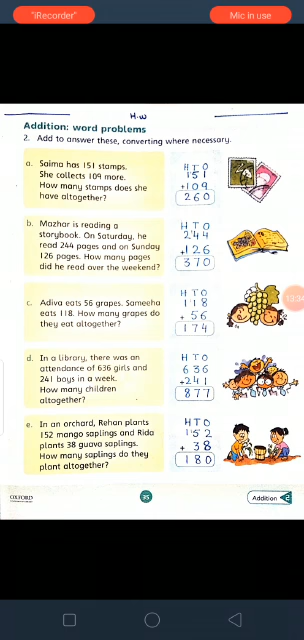 "iRecorder"
Mic in use
H.W
Addition: word problems
2. Add to answer these, converting where necessary.
a. Saima has 151 stamps.
She collects 109 more.
How many stamps does she
have altogether?
H T O
1 5 1
+ 1 0 9
2 6 0
b. Mazhar is reading a
storybook. On Saturday, he
read 244 pages and on Sunday
126 pages. How many pages
did he read over the weekend?
H T O
2 4 4
+ 1 2 6
3 7 0
c. Adiva eats 56 grapes. Sameeha
eats 118. How many grapes do
they eat altogether?
H T O
1 1 8
+ 5 6
1 7 4
d. In a library, there was an
attendance of 636 girls and
241 boys in a week.
How many children
altogether?
H T O
6 3 6
+ 2 4 1
8 7 7
e. In an orchard, Rehan plants
152 mango saplings and Rida
plants 38 guava saplings.
How many saplings do they
plant altogether?
H T O
1 5 2
+ 3 8
1 8 0
OXFORD
35
Addition 2